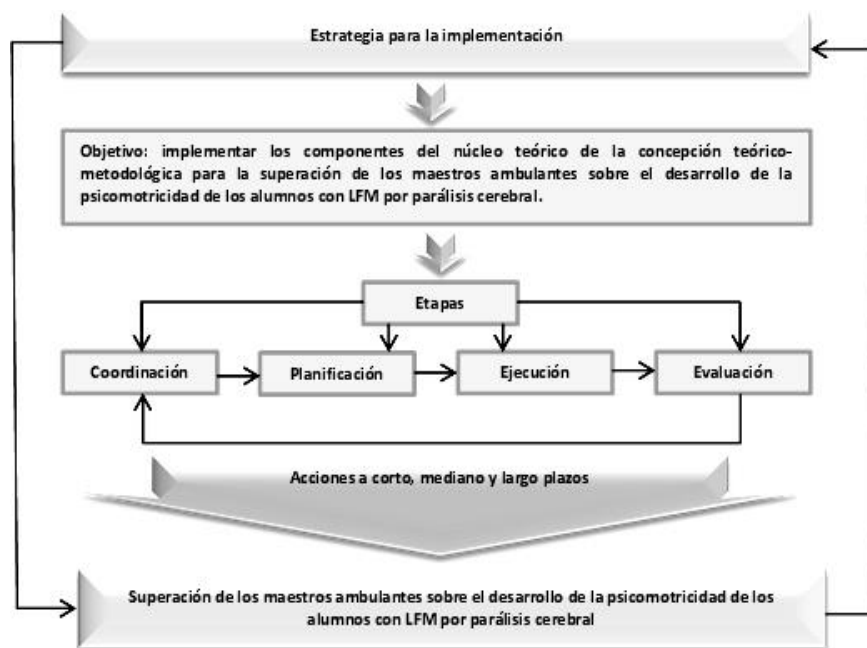 Estrategia para la implementación
Objetivo: implementar los componentes del núcleo teórico de la concepción teórico-
metodológica para la superación de los maestros ambulantes sobre el desarrollo de la
psicomotricidad de los alumnos con LFM por parálisis cerebral.
Etapas
Coordinación
Planificación
Ejecución
Evaluación
Acciones a corto, mediano y largo plazos
Superación de los maestros ambulantes sobre el desarrollo de la psicomotricidad de los
alumnos con LFM por parálisis cerebral